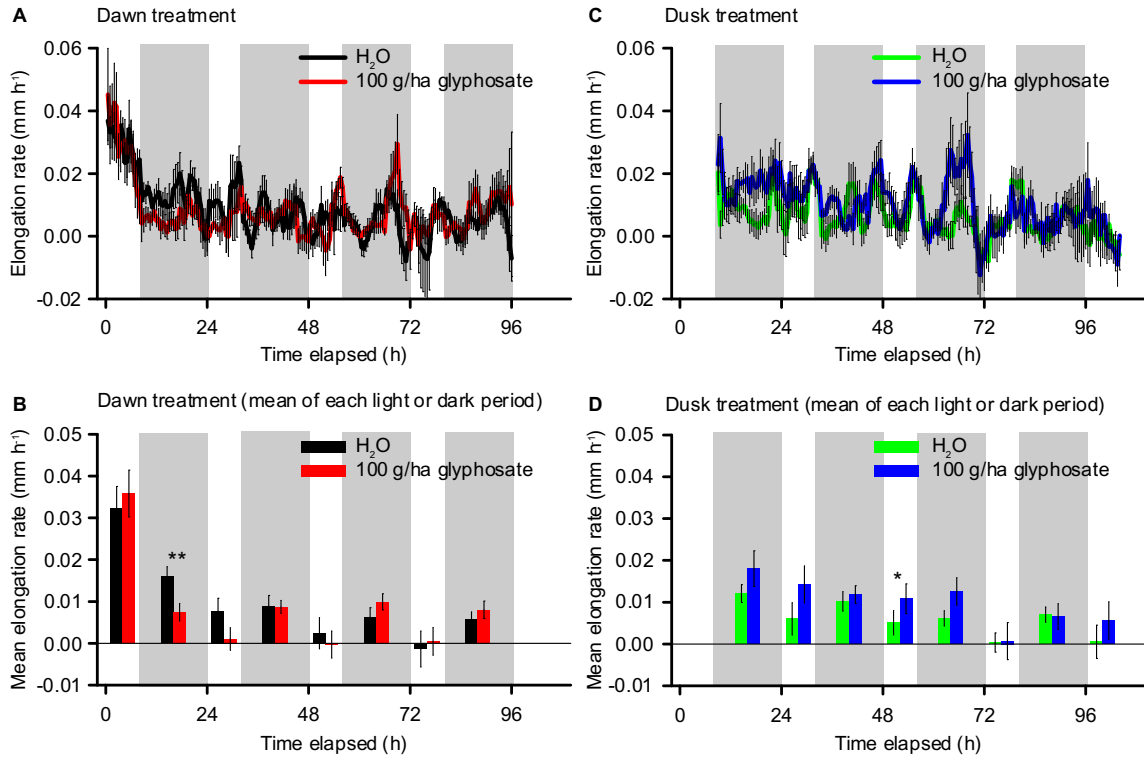 A Dawn treatment
H₂O
100 g/ha glyphosate
Elongation rate (mm h⁻¹)
0.06
0.04
0.02
0.00
-0.02
0 24 48 72 96
Time elapsed (h)
C Dusk treatment
H₂O
100 g/ha glyphosate
Elongation rate (mm h⁻¹)
0.06
0.04
0.02
0.00
-0.02
0 24 48 72 96
Time elapsed (h)
B Dawn treatment (mean of each light or dark period)
H₂O
100 g/ha glyphosate
Mean elongation rate (mm h⁻¹)
0.05
0.04
0.03
0.02
0.01
0.00
-0.01
**
0 24 48 72 96
Time elapsed (h)
D Dusk treatment (mean of each light or dark period)
H₂O
100 g/ha glyphosate
Mean elongation rate (mm h⁻¹)
0.05
0.04
0.03
0.02
0.01
0.00
-0.01
*
0 24 48 72 96
Time elapsed (h)